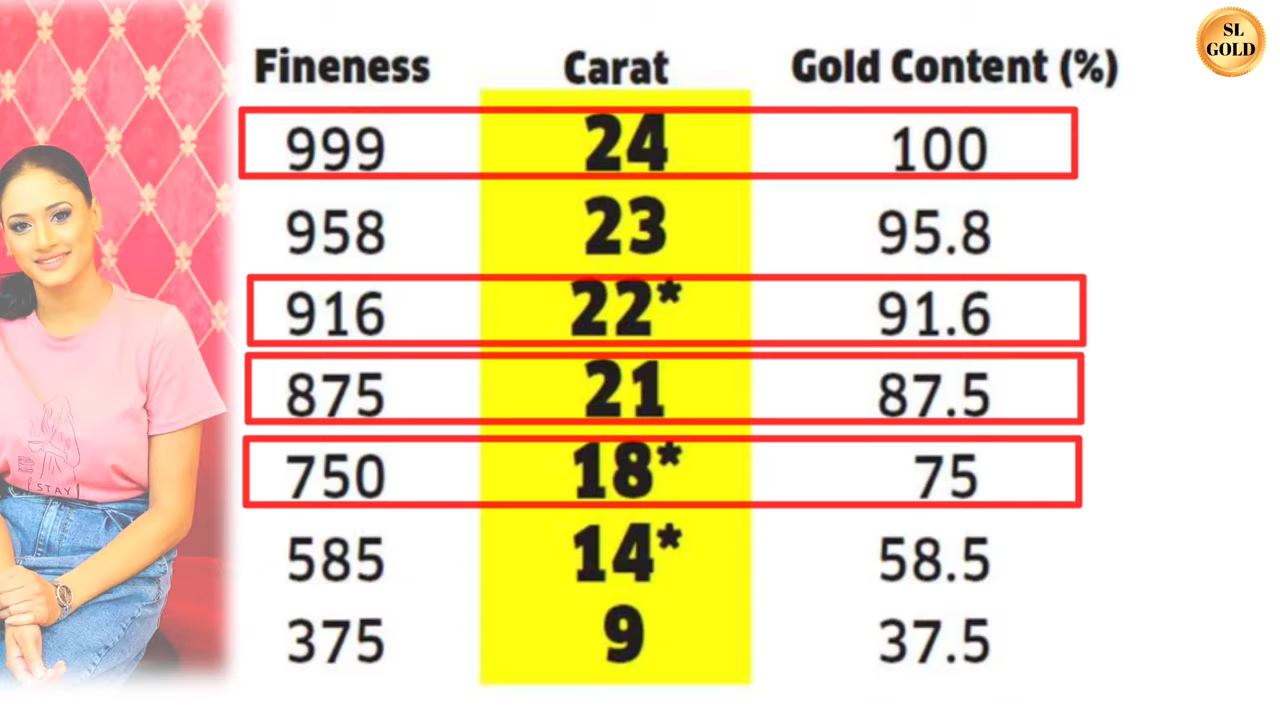 SL
GOLD
Fineness Carat Gold Content (%)
999 24 100
958 23 95.8
916 22* 91.6
875 21 87.5
750 18* 75
585 14* 58.5
375 9 37.5
STAY